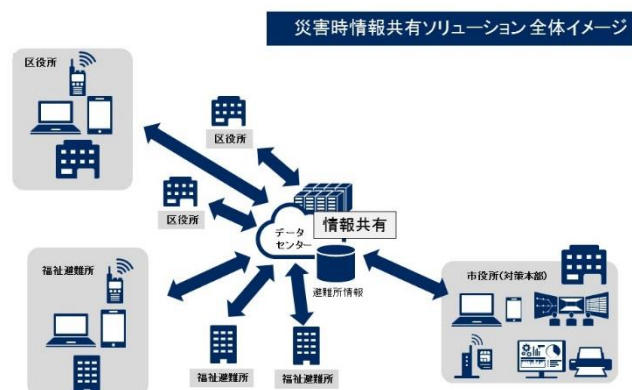 災害時情報共有ソリューション 全体イメージ
区役所
区役所
区役所
情報共有
データ
センター
避難所情報
福祉避難所
福祉避難所
福祉避難所
市役所(対策本部)